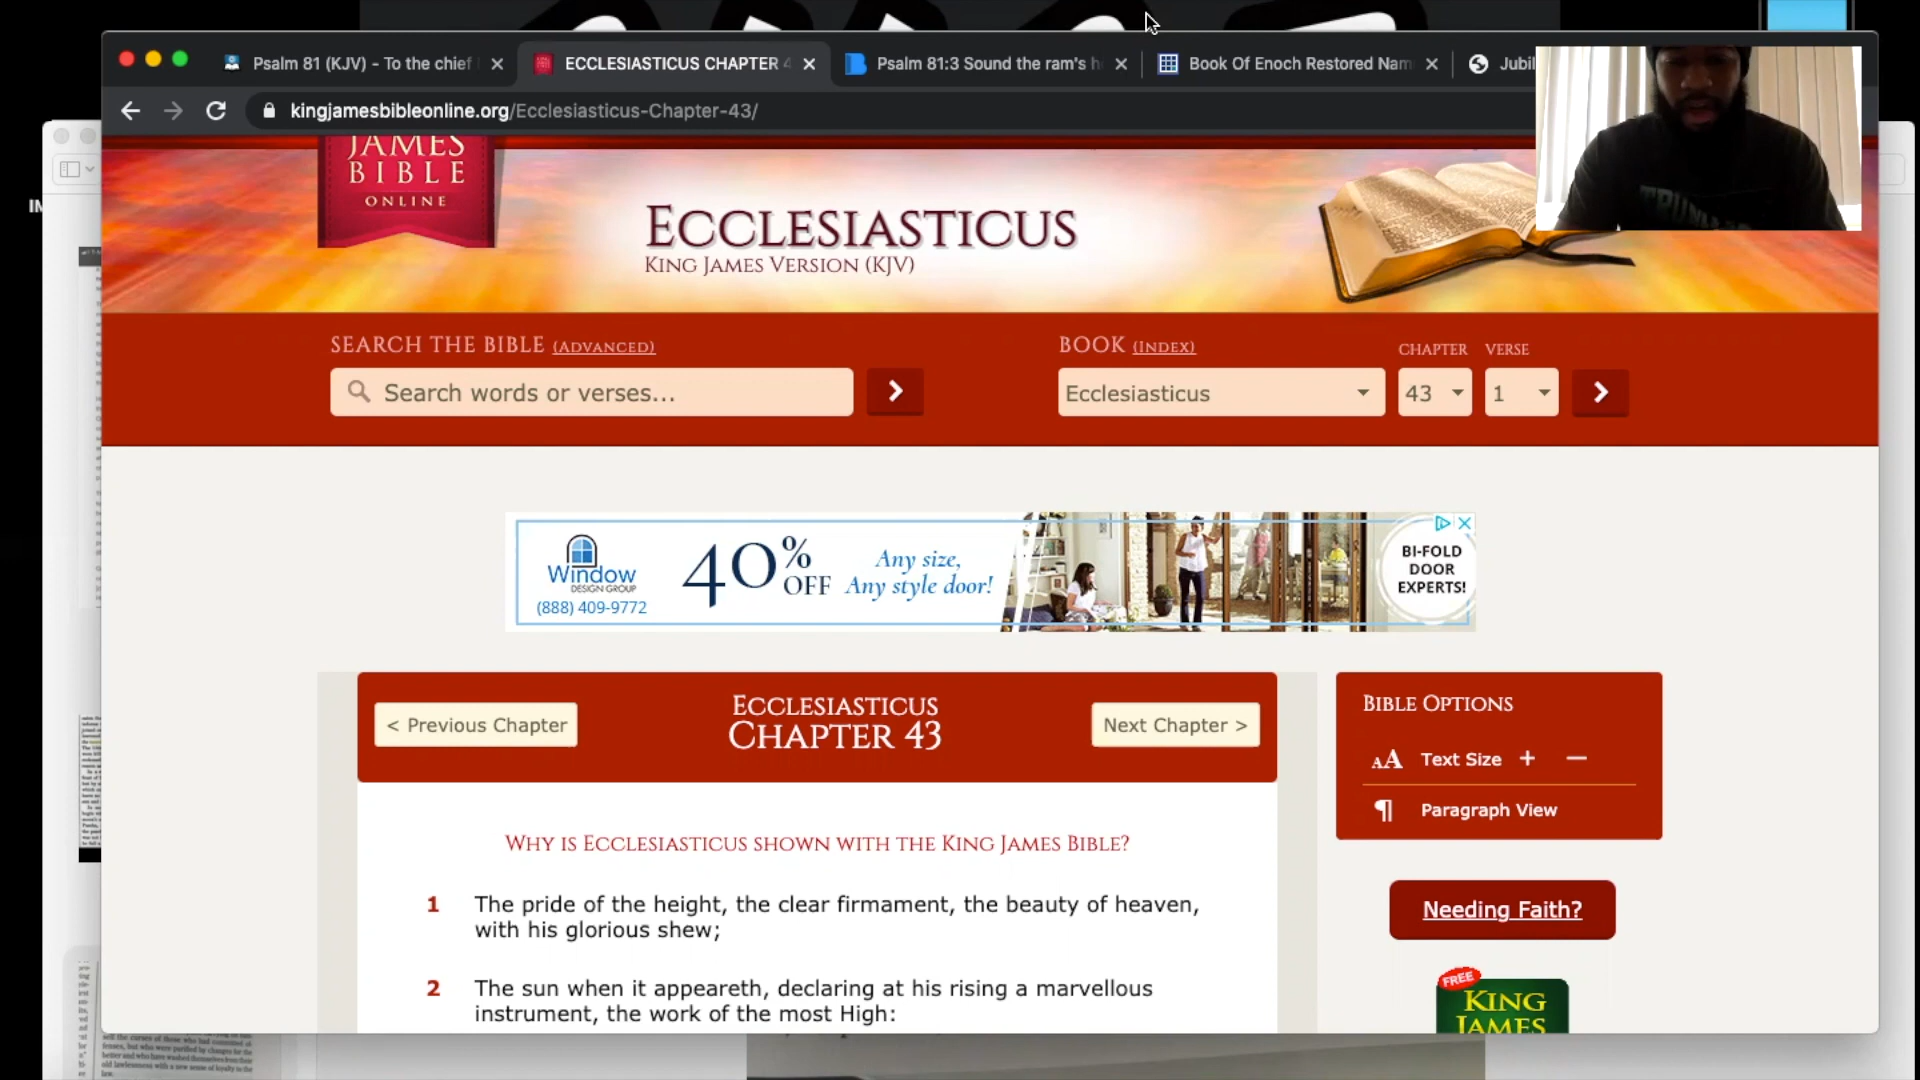 Psalm 81 (KJV) - To the chief
ECCLESIASTICUS CHAPTER 4
Psalm 81:3 Sound the ram's h
Book Of Enoch Restored Nam
Jubil
kingjamesbibleonline.org/Ecclesiasticus-Chapter-43/
JAMES
BIBLE
ONLINE
ECCLESIASTICUS
KING JAMES VERSION (KJV)
SEARCH THE BIBLE (ADVANCED)
BOOK (INDEX)
CHAPTER
VERSE
Search words or verses...
Ecclesiasticus
43
1
Window
DESIGN GROUP
(888) 409-9772
40% OFF
Any size,
Any style door!
BI-FOLD
DOOR
EXPERTS!
< Previous Chapter
ECCLESIASTICUS
CHAPTER 43
Next Chapter >
BIBLE OPTIONS
AA Text Size + −
¶ Paragraph View
WHY IS ECCLESIASTICUS SHOWN WITH THE KING JAMES BIBLE?
1 The pride of the height, the clear firmament, the beauty of heaven,
with his glorious shew;
2 The sun when it appeareth, declaring at his rising a marvellous
instrument, the work of the most High:
Needing Faith?
FREE
KING
JAMES